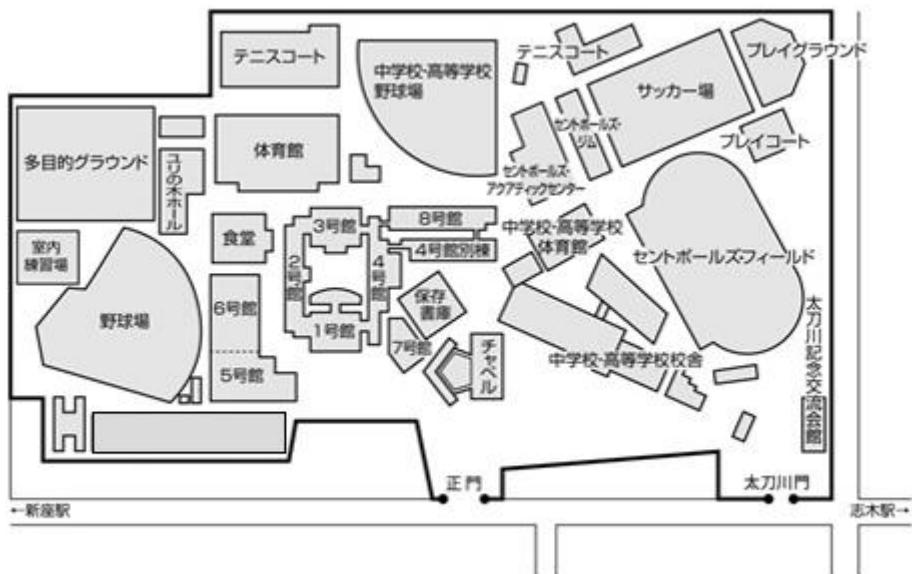 テニスコート
中学校・高等学校
野球場
テニスコート
プレイグラウンド
サッカー場
セントポールズ・
ジム
プレイコート
多目的グラウンド
ユリの木ホール
体育館
セントポールズ・
アクアティックセンター
室内
練習場
食堂
3号館
8号館
4号館別棟
2号館
4号館
1号館
中学校・高等学校
体育館
セントポールズ・フィールド
野球場
6号館
5号館
保存
書庫
7号館
チャペル
中学校・高等学校校舎
太刀川記念交流会館
正門
太刀川門
←新座駅
志木駅→